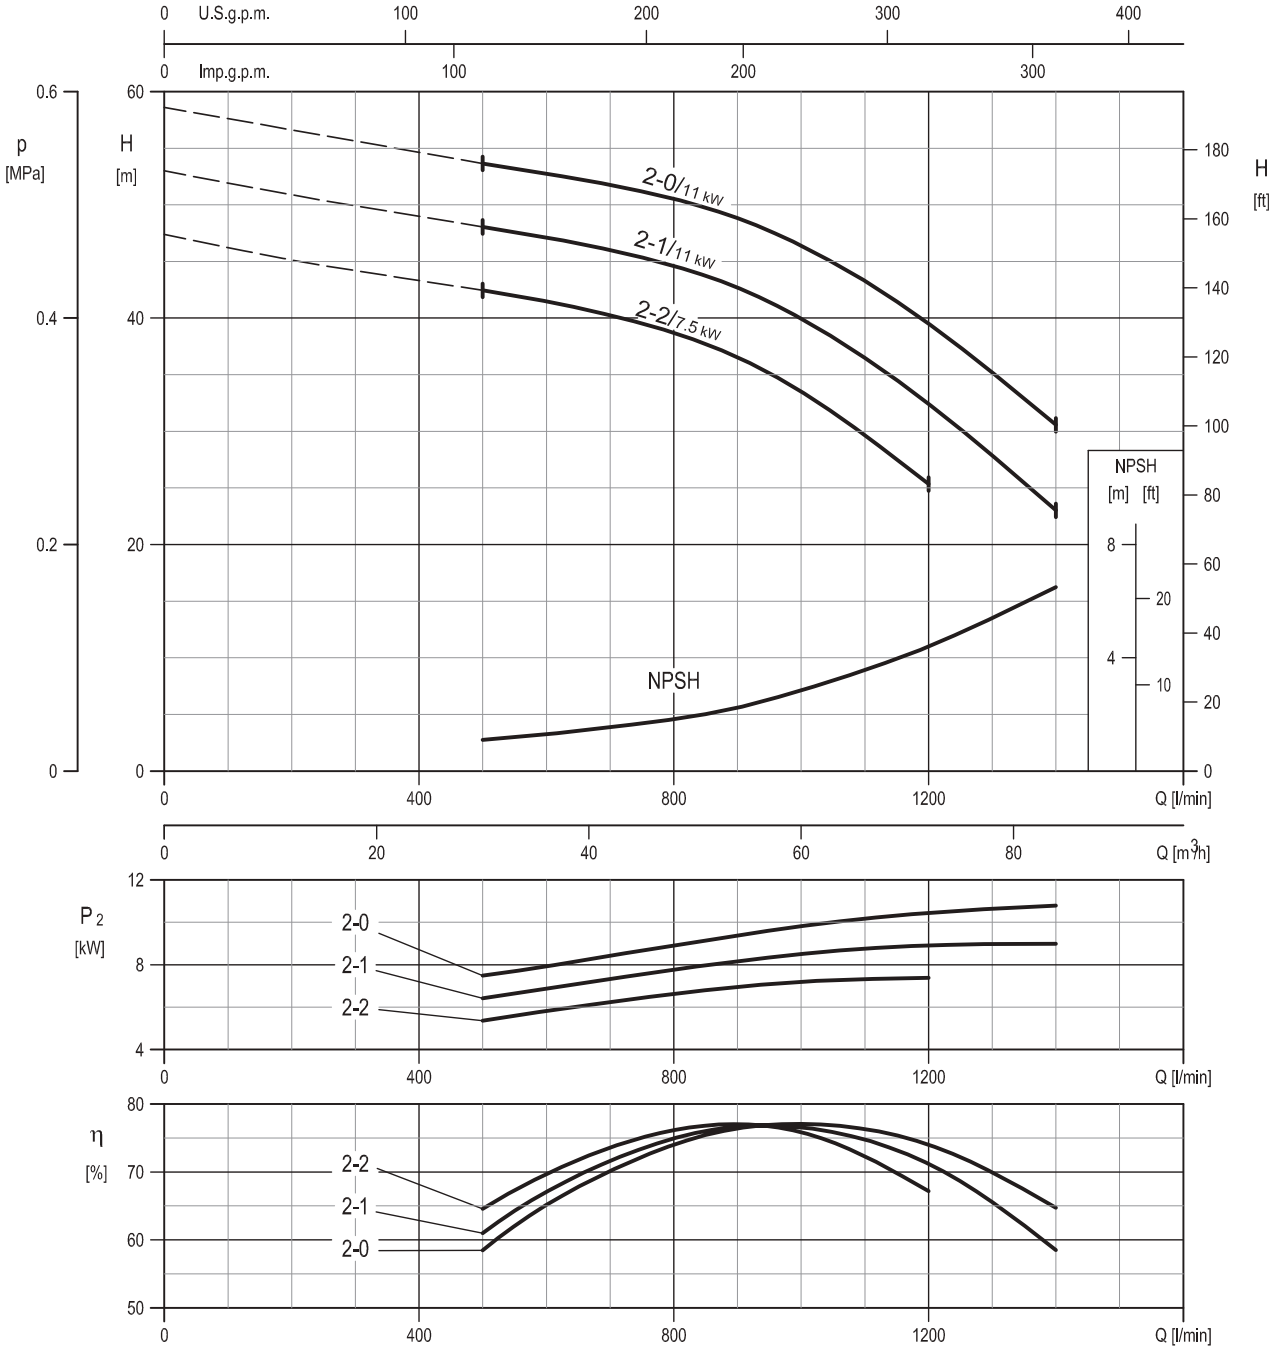 0 U.S.g.p.m. 100 200 300 400
0 Imp.g.p.m. 100 200 300
0.6 60
p H
[MPa] [m]
180 H
[ft]
2-0/11 kW
160
2-1/11 kW
140
2-2/7.5 kW
0.4 40
120
100
NPSH
[m] [ft]
80
0.2 20 8
60
20
40
4
NPSH
10
20
0 0 0
0 400 800 1200 Q [l/min]
0 20 40 60 80 Q [m³/h]
12
P2
[kW]
2-0
8
2-1
2-2
4
0 400 800 1200 Q [l/min]
80
η
[%]
2-2
70
2-1
60
2-0
50
0 400 800 1200 Q [l/min]